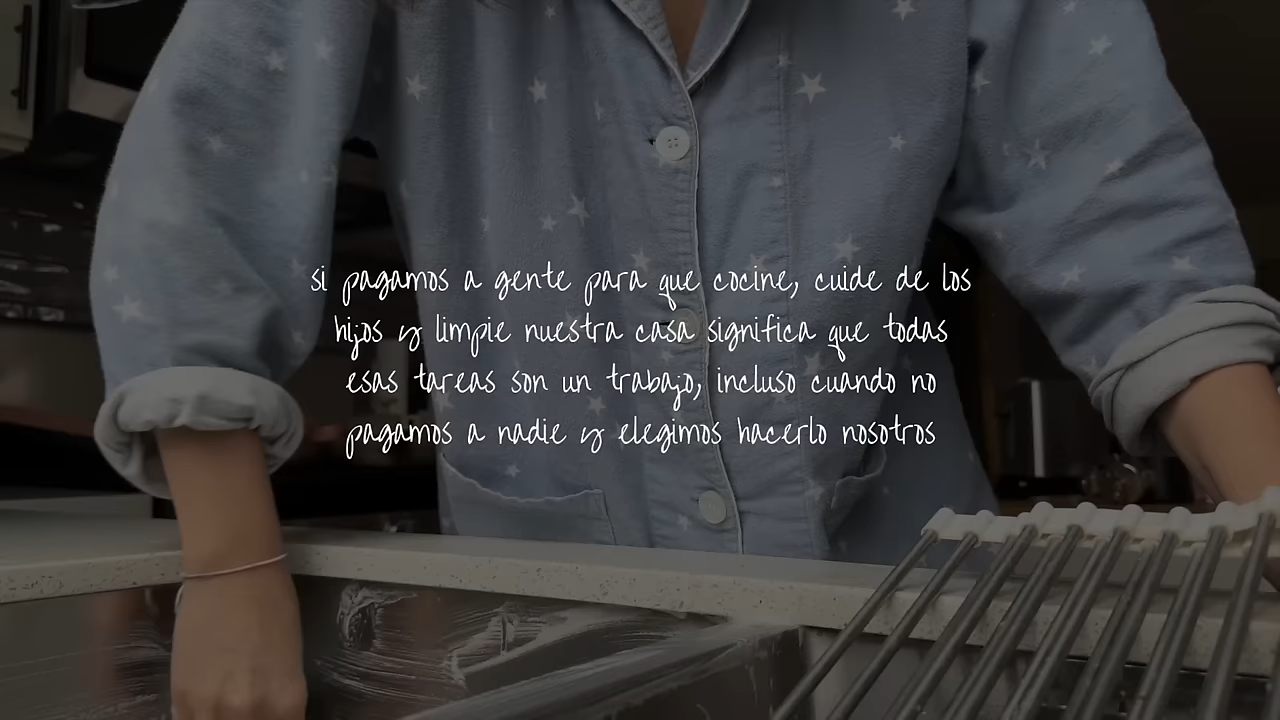 si pagamos a gente para que cocine, cuide de los
hijos y limpie nuestra casa significa que todas
esas tareas son un trabajo, incluso cuando no
pagamos a nadie y elegimos hacerlo nosotros